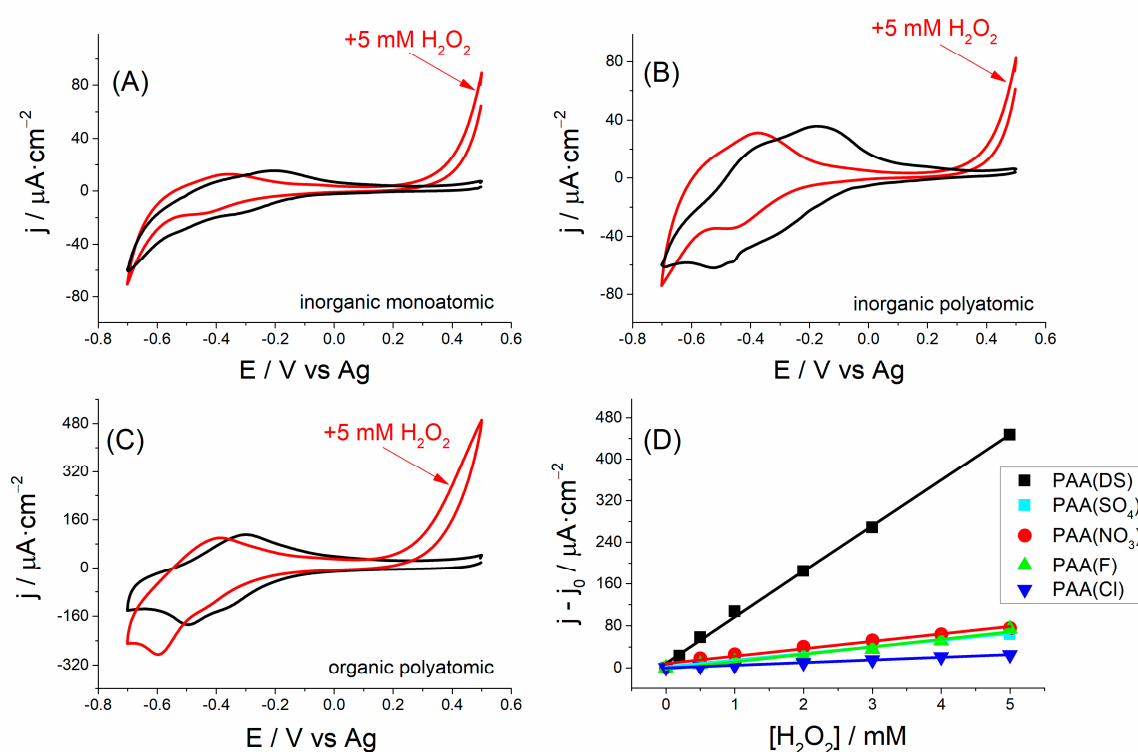 (A)
+5 mM H₂O₂
80
40
0
-40
-80
j / μA·cm⁻²
inorganic monoatomic
-0.8 -0.6 -0.4 -0.2 0.0 0.2 0.4 0.6
E / V vs Ag
(B)
+5 mM H₂O₂
80
40
0
-40
-80
j / μA·cm⁻²
inorganic polyatomic
-0.8 -0.6 -0.4 -0.2 0.0 0.2 0.4 0.6
E / V vs Ag
(C)
+5 mM H₂O₂
480
320
160
0
-160
-320
j / μA·cm⁻²
organic polyatomic
-0.8 -0.6 -0.4 -0.2 0.0 0.2 0.4 0.6
E / V vs Ag
(D)
480
400
320
240
160
80
0
j - j₀ / μA·cm⁻²
PAA(DS)
PAA(SO₄)
PAA(NO₃)
PAA(F)
PAA(Cl)
0 1 2 3 4 5
[H₂O₂] / mM